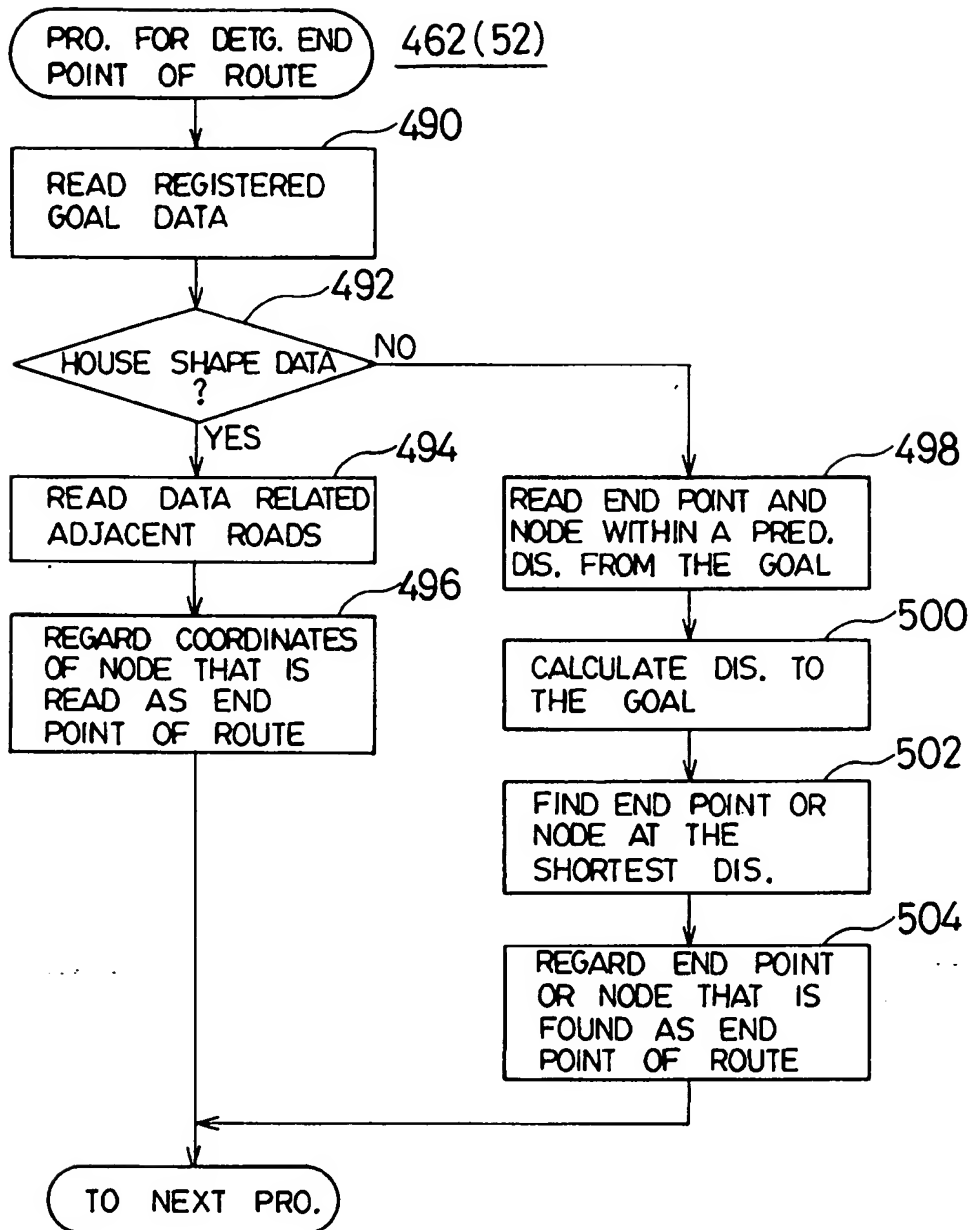 PRO. FOR DETG. END
POINT OF ROUTE
462(52)
490
READ REGISTERED
GOAL DATA
492
HOUSE SHAPE DATA
?
NO
YES
494
READ DATA RELATED
ADJACENT ROADS
496
REGARD COORDINATES
OF NODE THAT IS
READ AS END
POINT OF ROUTE
498
READ END POINT AND
NODE WITHIN A PRED.
DIS. FROM THE GOAL
500
CALCULATE DIS. TO
THE GOAL
502
FIND END POINT OR
NODE AT THE
SHORTEST DIS.
504
REGARD END POINT
OR NODE THAT IS
FOUND AS END
POINT OF ROUTE
TO NEXT PRO.